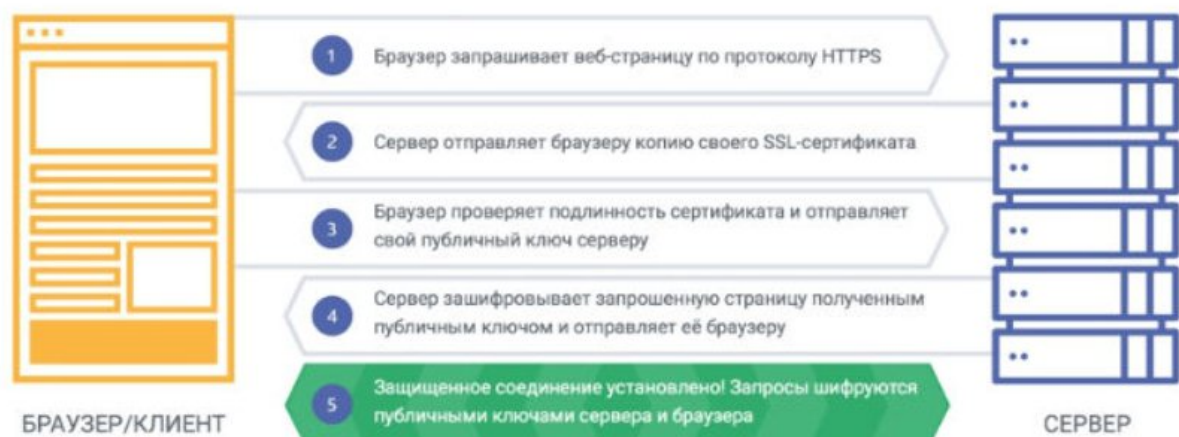 1
Браузер запрашивает веб-страницу по протоколу HTTPS
2
Сервер отправляет браузеру копию своего SSL-сертификата
3
Браузер проверяет подлинность сертификата и отправляет
свой публичный ключ серверу
4
Сервер зашифровывает запрошенную страницу полученным
публичным ключом и отправляет её браузеру
5
Защищенное соединение установлено! Запросы шифруются
публичными ключами сервера и браузера
БРАУЗЕР/КЛИЕНТ
СЕРВЕР